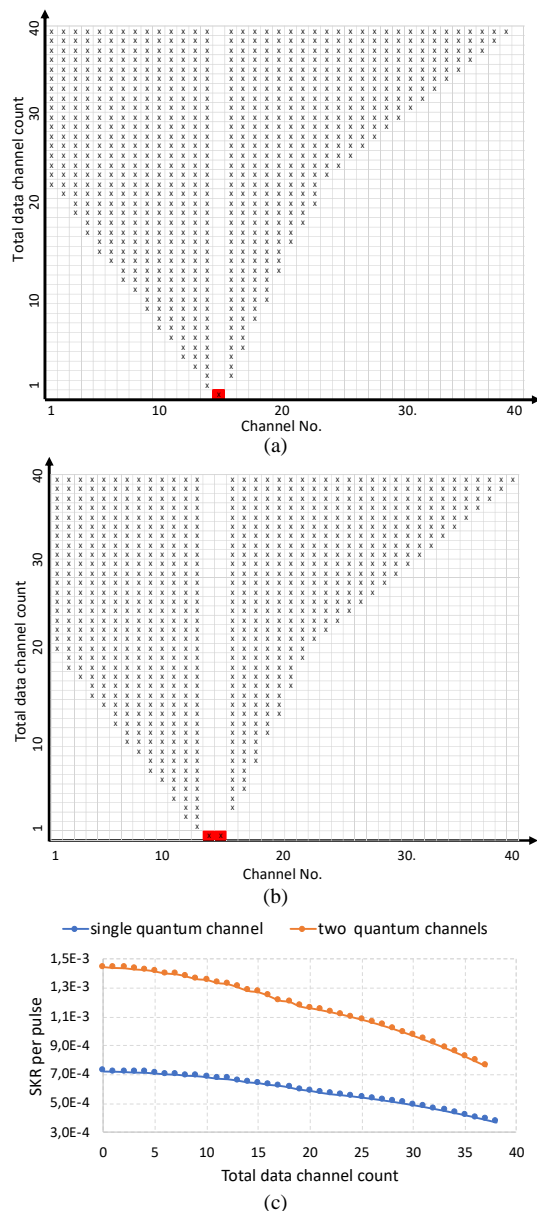 Total data channel count
40
30
20
10
1
1 10 20 30. 40
Channel No.
(a)
Total data channel count
40
30
20
10
1
1 10 20 30. 40
Channel No.
(b)
single quantum channel two quantum channels
SKR per pulse
1,5E-3
1,3E-3
1,1E-3
9,0E-4
7,0E-4
5,0E-4
3,0E-4
0 5 10 15 20 25 30 35 40
Total data channel count
(c)